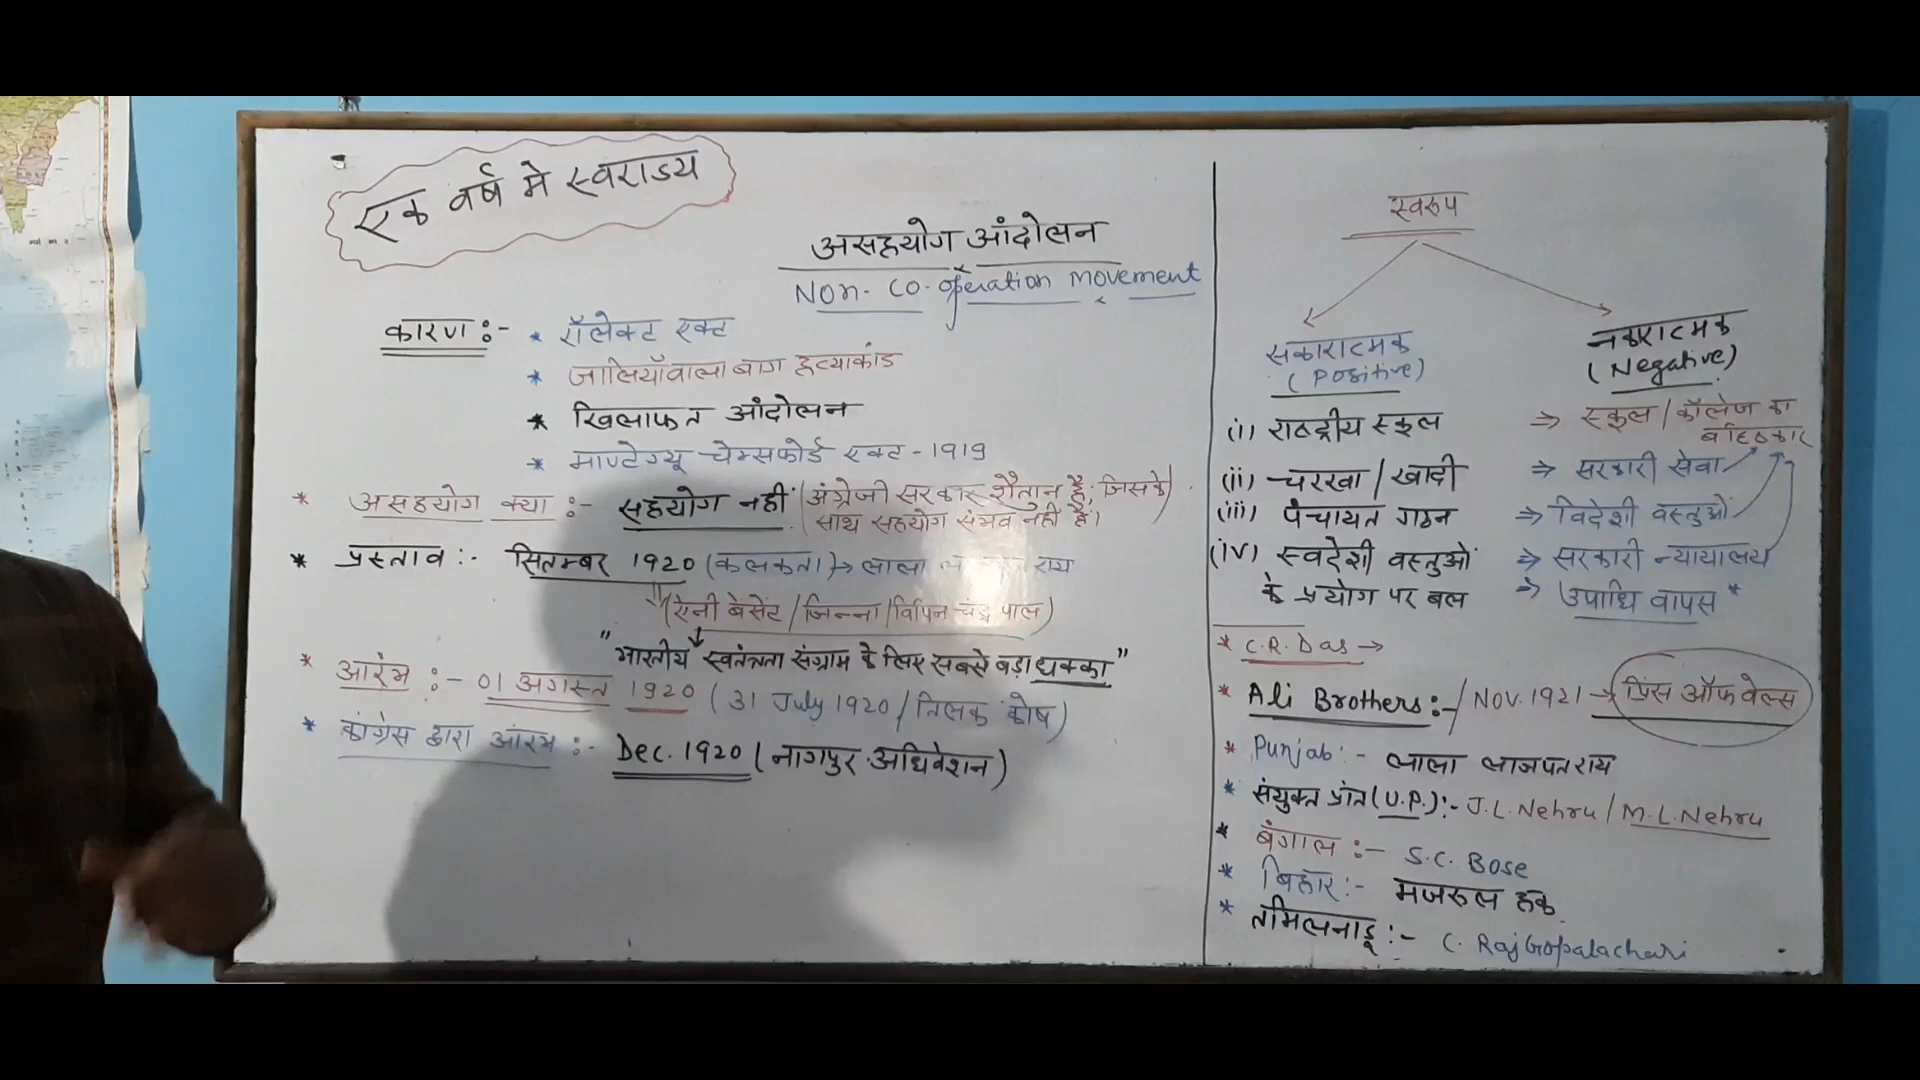 एक वर्ष मे स्वराज्य
असहयोग आंदोलन
Non-Co-operation Movement
कारण :-
* रॉलेक्ट एक्ट
* जालियाँवाला बाग हत्याकांड
* खिलाफत आंदोलन
* माण्टेग्यू चेम्सफोर्ड एक्ट - 1919
* असहयोग क्या :- सहयोग नहीं (अंग्रेजी सरकार शैतान है, जिसके
साथ सहयोग संभव नहीं है।)
* प्रस्ताव :- सितम्बर 1920 (कलकता) → लाला राय
(ऐनी बेसेंट / जिन्ना / विपिन चंद्र पाल)
"भारतीय स्वतंत्रता संग्राम के लिए सबसे बड़ा धक्का"
* आरंभ :- 01 अगस्त 1920 (31 July 1920 / तिलक कोष)
* कांग्रेस द्वारा आरंभ :- Dec. 1920 (नागपुर अधिवेशन)
स्वरूप
सकारात्मक
(Positive)
(i) राष्ट्रीय स्कूल
(ii) चरखा / खादी
(iii) पंचायत गठन
(iv) स्वदेशी वस्तुओं
के प्रयोग पर बल
नकारात्मक
(Negative)
⇒ स्कूल / कॉलेज का
बहिष्कार
⇒ सरकारी सेवा
⇒ विदेशी वस्तुओं
⇒ सरकारी न्यायालय
⇒ उपाधि वापस *
* C.R. Das →
* Ali Brothers :- / NOV. 1921 → प्रिंस ऑफ वेल्स
* Punjab :- लाला लाजपतराय
* संयुक्त प्रांत (U.P.) :- J.L. Nehru / M.L. Nehru
* बंगाल :- S.C. Bose
* बिहार :- मजरूल हक
* तमिलनाडू :- C. RajGopalachari